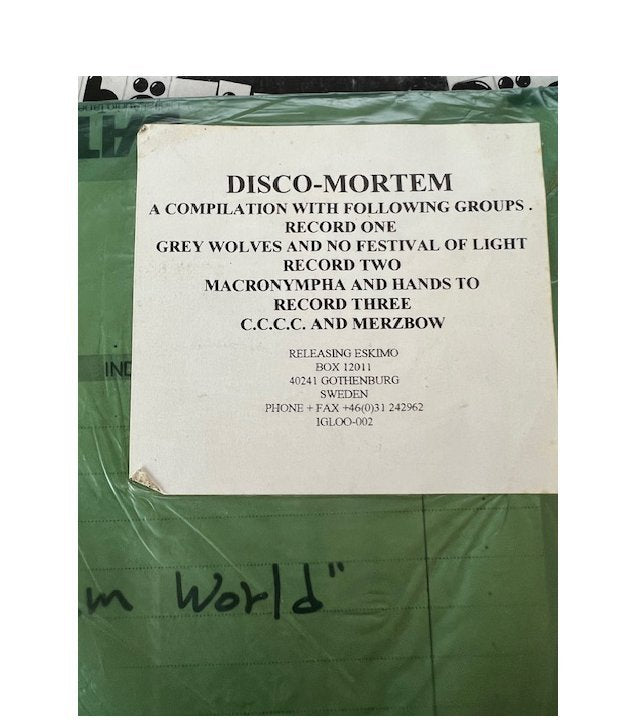 DISCO-MORTEM
A COMPILATION WITH FOLLOWING GROUPS .
RECORD ONE
GREY WOLVES AND NO FESTIVAL OF LIGHT
RECORD TWO
MACRONYMPHA AND HANDS TO
RECORD THREE
C.C.C.C. AND MERZBOW
RELEASING ESKIMO
BOX 12011
40241 GOTHENBURG
SWEDEN
PHONE + FAX +46(0)31 242962
IGLOO-002
World"